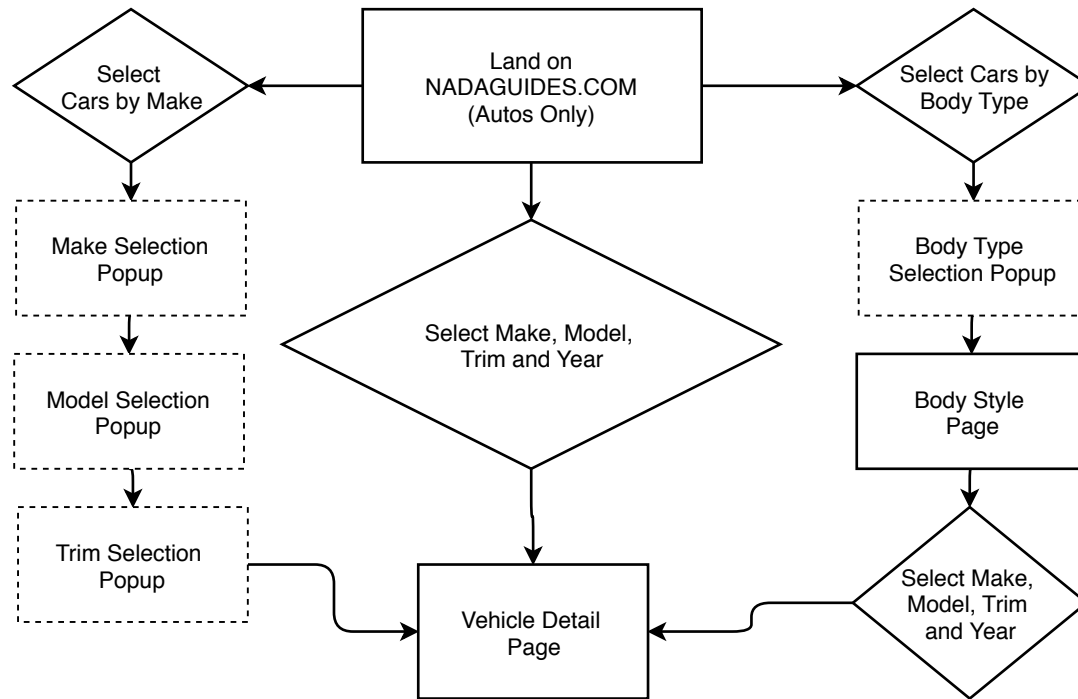 Land on
NADAGUIDES.COM
(Autos Only)
Select
Cars by Make
Select Cars by
Body Type
Make Selection
Popup
Body Type
Selection Popup
Select Make, Model,
Trim and Year
Model Selection
Popup
Body Style
Page
Trim Selection
Popup
Vehicle Detail
Page
Select Make,
Model, Trim
and Year